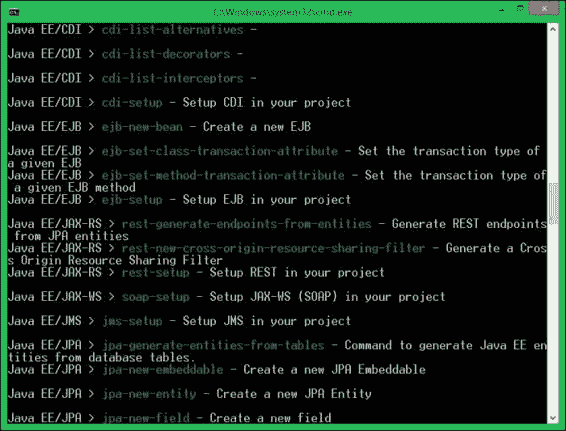 C:\Windows\system32\cmd.exe
Java EE/CDI > cdi-list-alternatives -
Java EE/CDI > cdi-list-decorators -
Java EE/CDI > cdi-list-interceptors -
Java EE/CDI > cdi-setup - Setup CDI in your project
Java EE/EJB > ejb-new-bean - Create a new EJB
Java EE/EJB > ejb-set-class-transaction-attribute - Set the transaction type of
a given EJB
Java EE/EJB > ejb-set-method-transaction-attribute - Set the transaction type of
 a given EJB method
Java EE/EJB > ejb-setup - Setup EJB in your project
Java EE/JAX-RS > rest-generate-endpoints-from-entities - Generate REST endpoints
 from JPA entities
Java EE/JAX-RS > rest-new-cross-origin-resource-sharing-filter - Generate a Cros
s Origin Resource Sharing Filter
Java EE/JAX-RS > rest-setup - Setup REST in your project
Java EE/JAX-WS > soap-setup - Setup JAX-WS (SOAP) in your project
Java EE/JMS > jms-setup - Setup JMS in your project
Java EE/JPA > jpa-generate-entities-from-tables - Command to generate Java EE en
tities from database tables.
Java EE/JPA > jpa-new-embeddable - Create a new JPA Embeddable
Java EE/JPA > jpa-new-entity - Create a new JPA Entity
Java EE/JPA > jpa-new-field - Create a new field